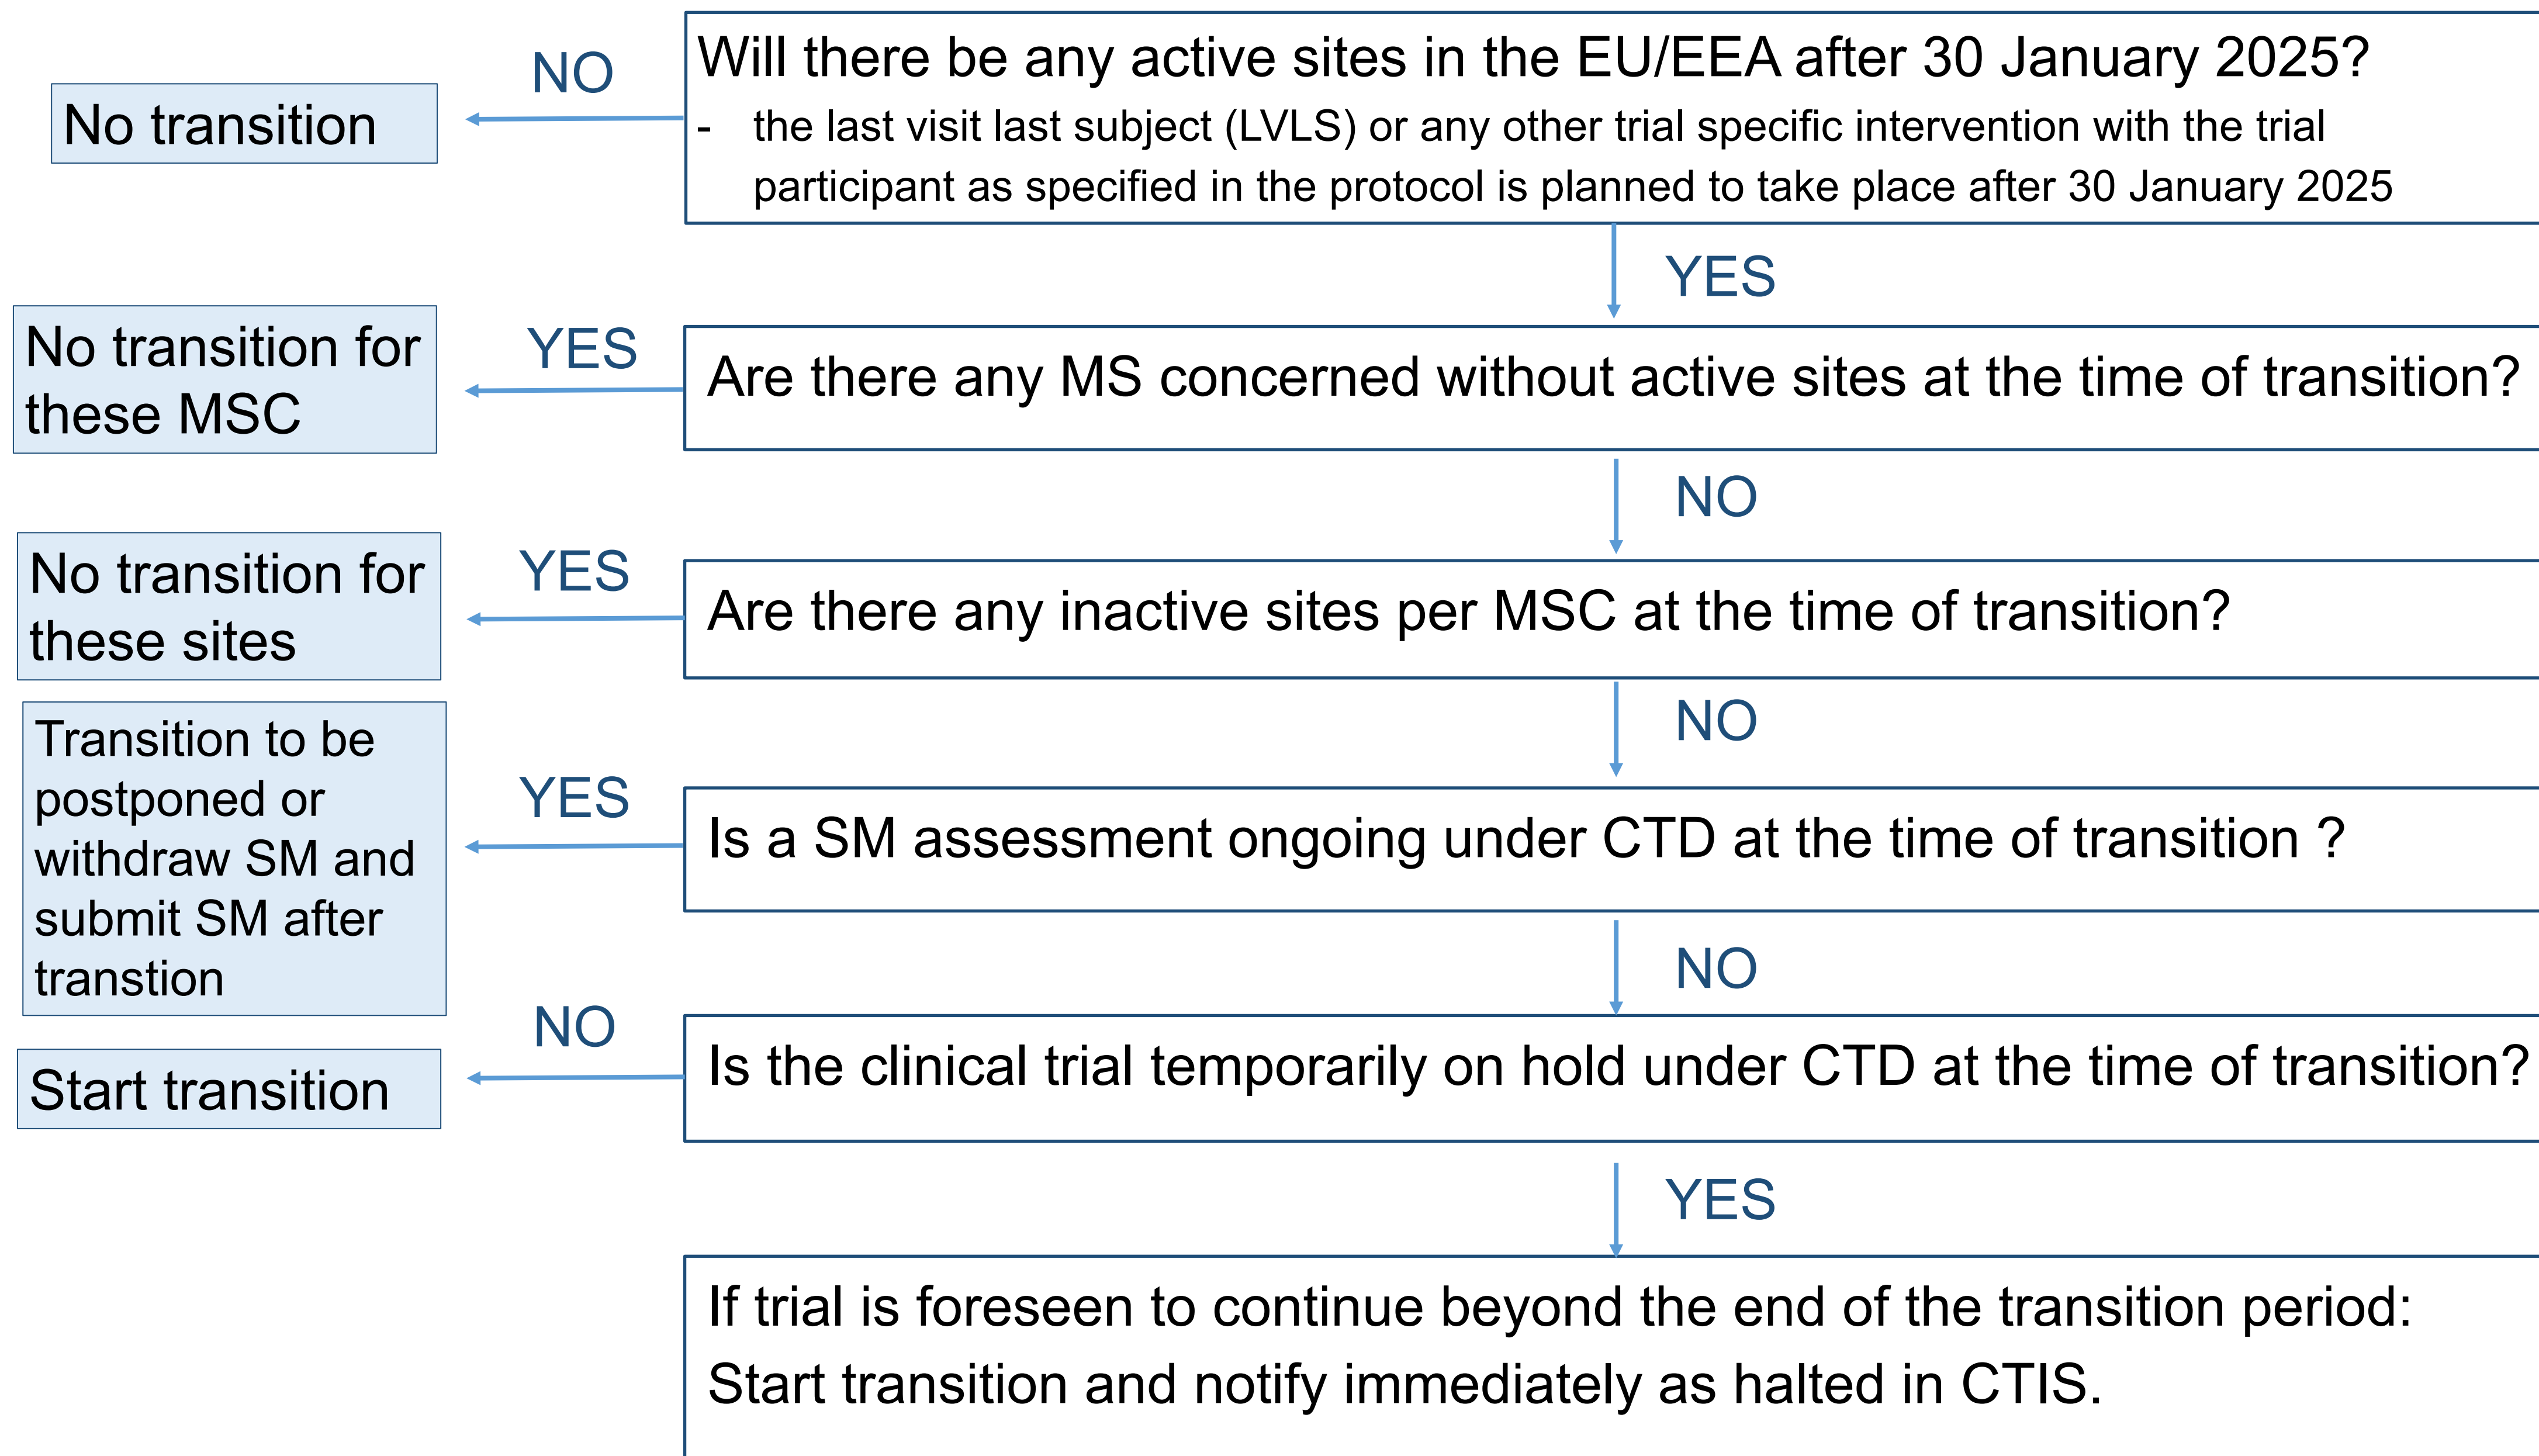 Will there be any active sites in the EU/EEA after 30 January 2025?
- the last visit last subject (LVLS) or any other trial specific intervention with the trial
participant as specified in the protocol is planned to take place after 30 January 2025
NO
No transition
YES
Are there any MS concerned without active sites at the time of transition?
YES
No transition for
these MSC
NO
Are there any inactive sites per MSC at the time of transition?
YES
No transition for
these sites
NO
Is a SM assessment ongoing under CTD at the time of transition ?
YES
Transition to be
postponed or
withdraw SM and
submit SM after
transtion
NO
Is the clinical trial temporarily on hold under CTD at the time of transition?
NO
Start transition
YES
If trial is foreseen to continue beyond the end of the transition period:
Start transition and notify immediately as halted in CTIS.